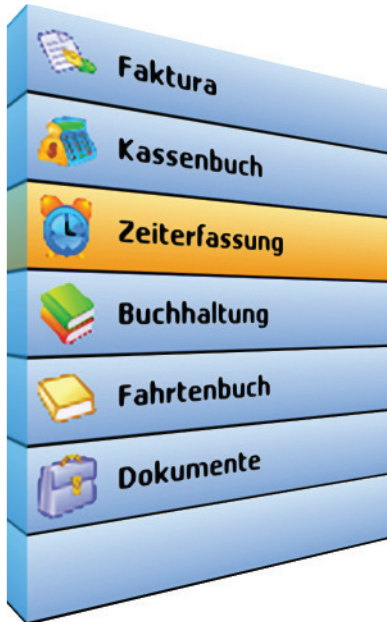 Faktura
Kassenbuch
Zeiterfassung
Buchhaltung
Fahrtenbuch
Dokumente